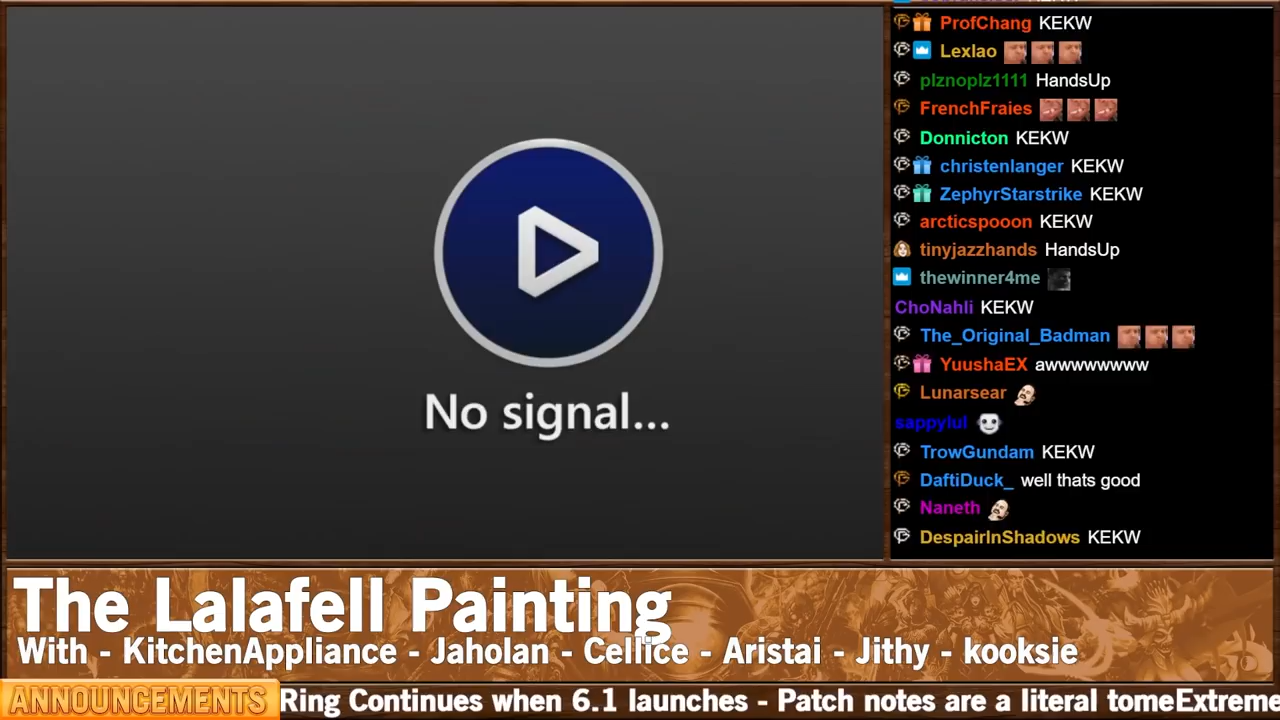 ProfChang KEKW
Lexlao
plznoplz1111 HandsUp
FrenchFraies
Donnicton KEKW
christenlanger KEKW
ZephyrStarstrike KEKW
arcticspooon KEKW
tinyjazzhands HandsUp
thewinner4me
ChoNahli KEKW
The_Original_Badman
YuushaEX awwwwwwww
Lunarsear
sappylul
TrowGundam KEKW
DaftiDuck_ well thats good
Naneth
DespairInShadows KEKW
No signal...
The Lalafell Painting
With - KitchenAppliance - Jaholan - Cellice - Aristai - Jithy - kooksie
ANNOUNCEMENTS Ring Continues when 6.1 launches - Patch notes are a literal tomeExtreme